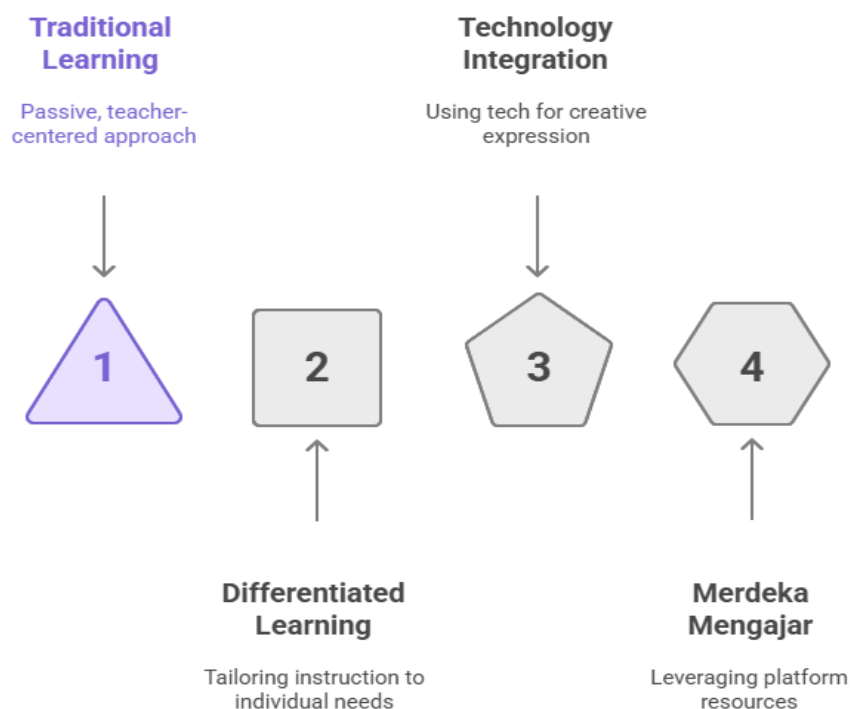 Traditional
Learning
Passive, teacher-
centered approach
Technology
Integration
Using tech for creative
expression
1
2
3
4
Differentiated
Learning
Tailoring instruction to
individual needs
Merdeka
Mengajar
Leveraging platform
resources